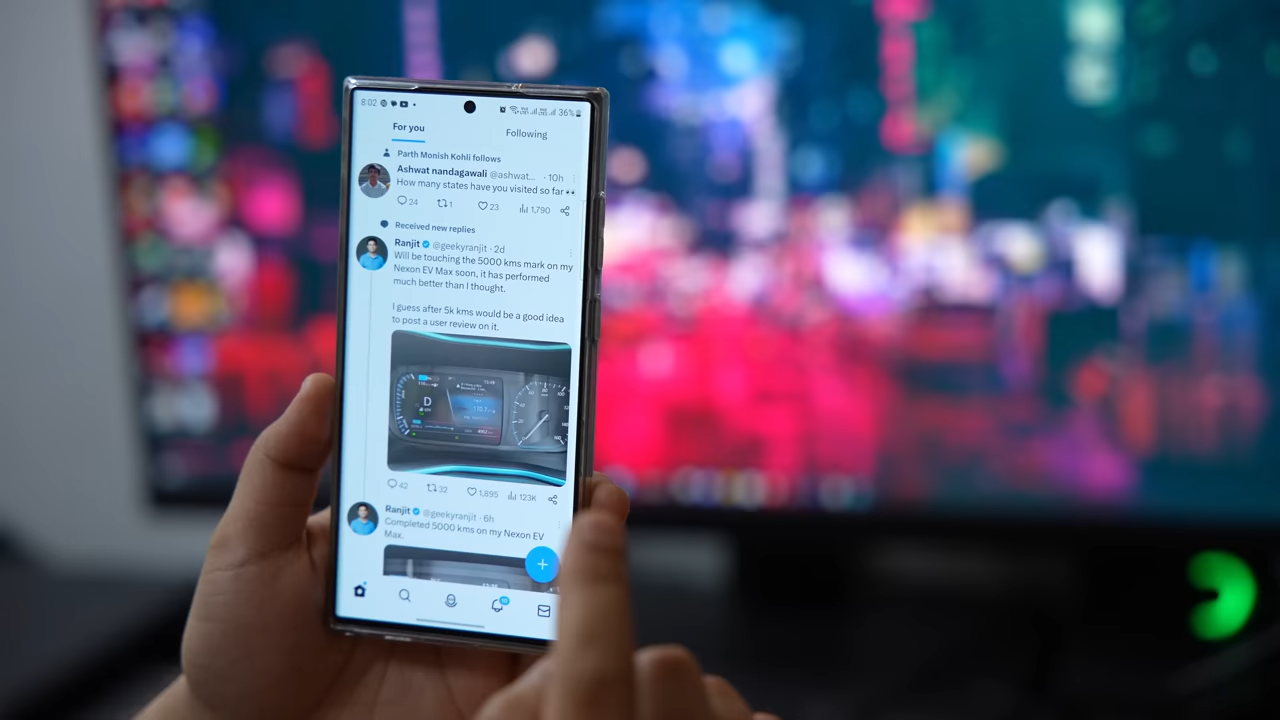 8:02 36%
For you Following
Parth Monish Kohli follows
Ashwat nandagawali @ashwat... · 10h
How many states have you visited so far 👀
24 1 23 1,790
Received new replies
Ranjit @geekyranjit · 2d
Will be touching the 5000 kms mark on my
Nexon EV Max soon, it has performed
much better than I thought.
I guess after 5k kms would be a good idea
to post a user review on it.
D
42 32 1,895 123K
Ranjit @geekyranjit · 6h
Completed 5000 kms on my Nexon EV
Max.